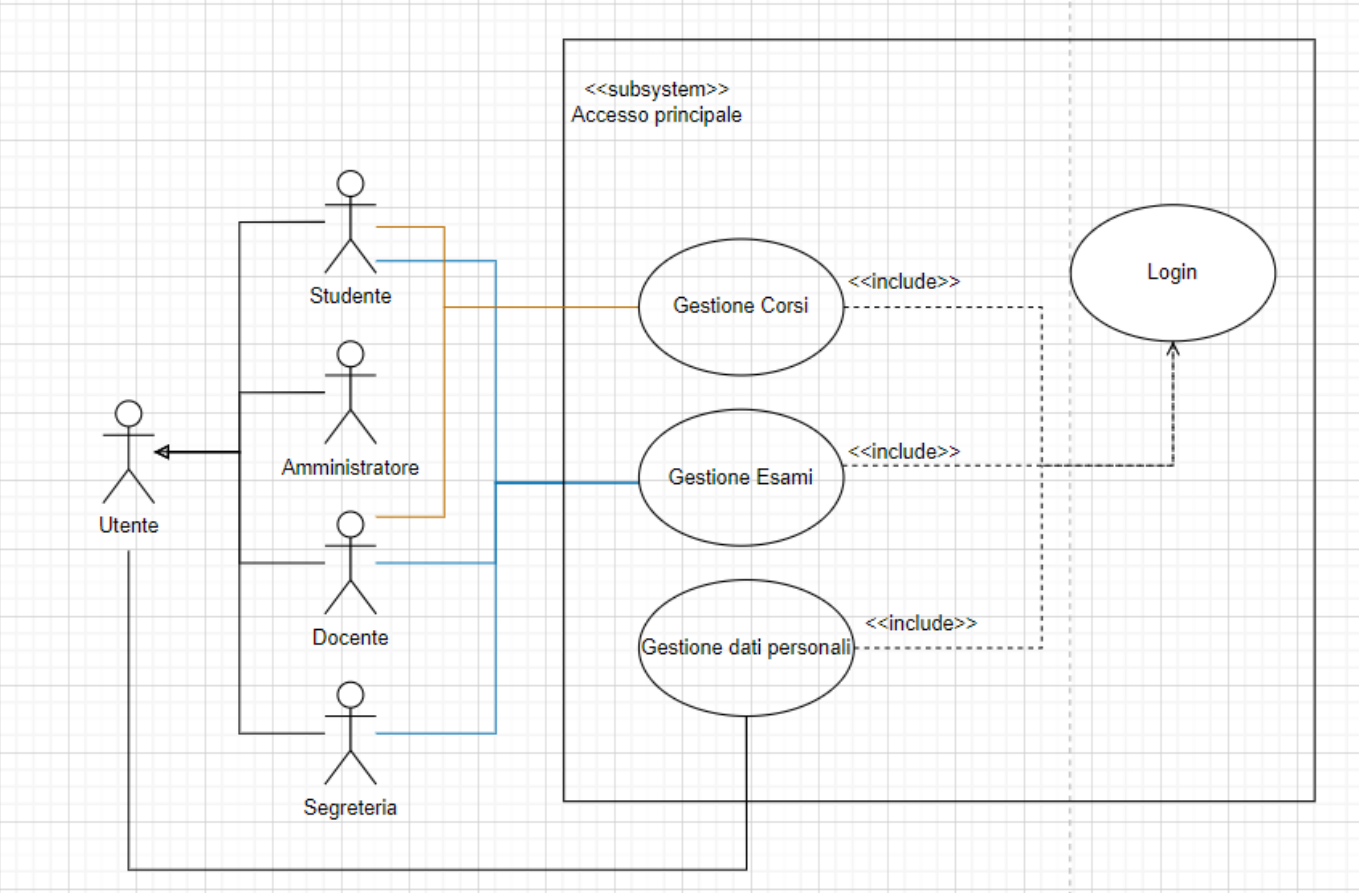 <<subsystem>>
Accesso principale
Studente
Amministratore
Utente
Docente
Segreteria
Gestione Corsi
<<include>>
Login
Gestione Esami
<<include>>
Gestione dati personali
<<include>>